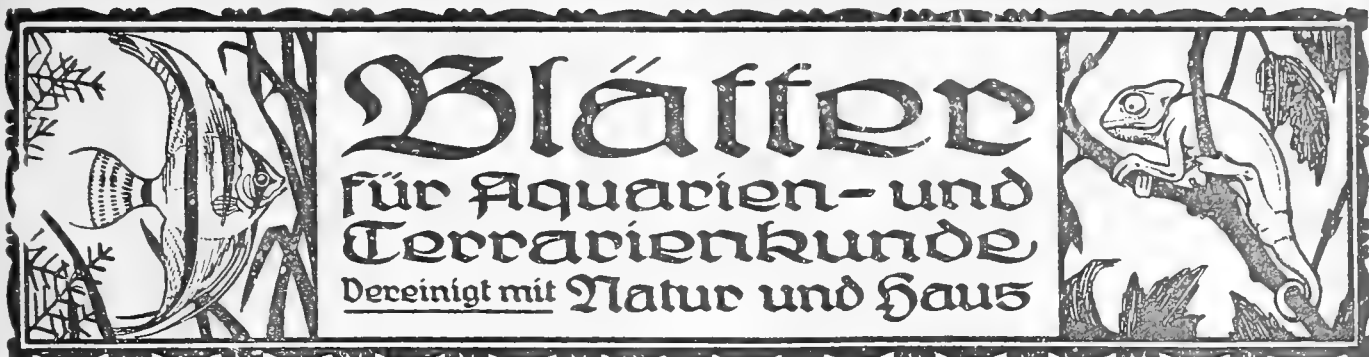 Blätter
für Aquarien- und
Terrarienkunde
Vereinigt mit Natur und Haus